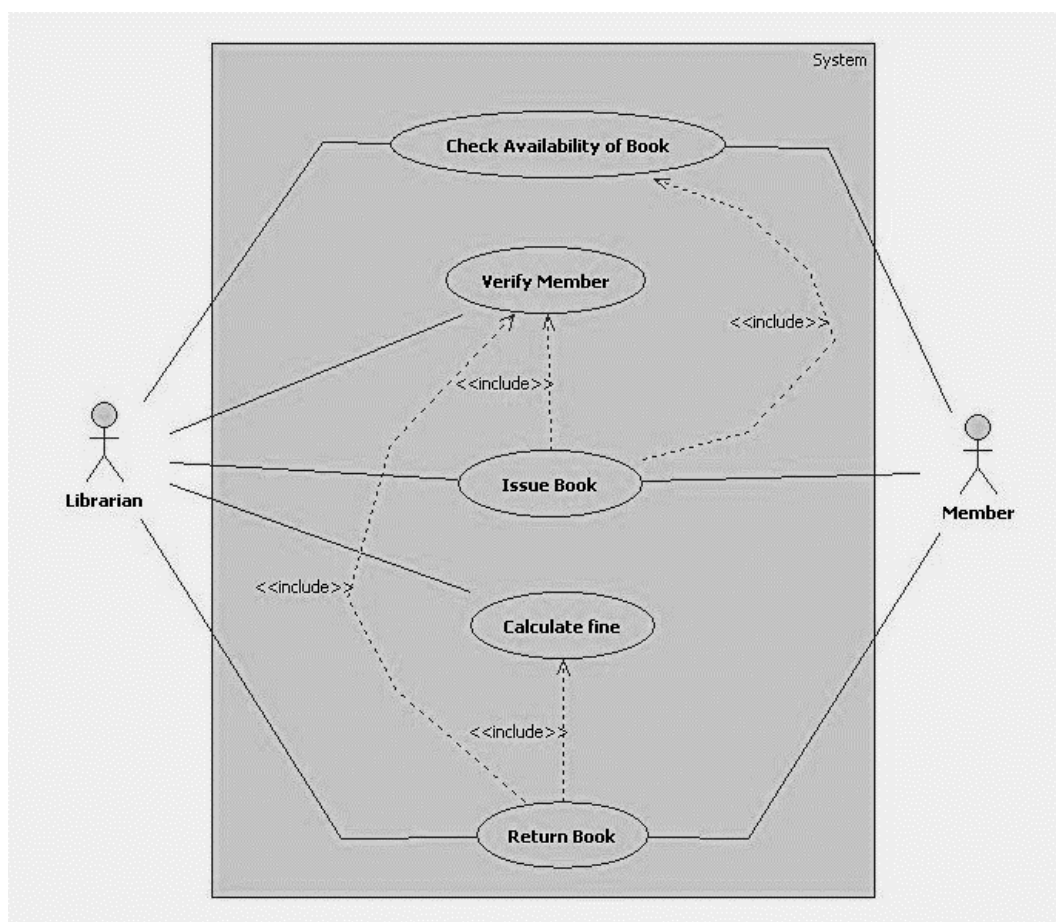 System
Check Availability of Book
Verify Member
<<include>>
<<include>>
Librarian
Issue Book
Member
<<include>>
Calculate fine
<<include>>
Return Book